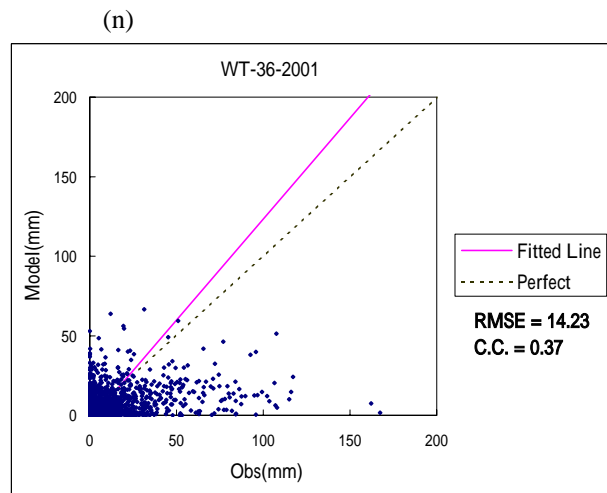 (n)
WT-36-2001
200
150
100
50
0
Model(mm)
0 50 100 150 200
Obs(mm)
Fitted Line
Perfect
RMSE = 14.23
C.C. = 0.37